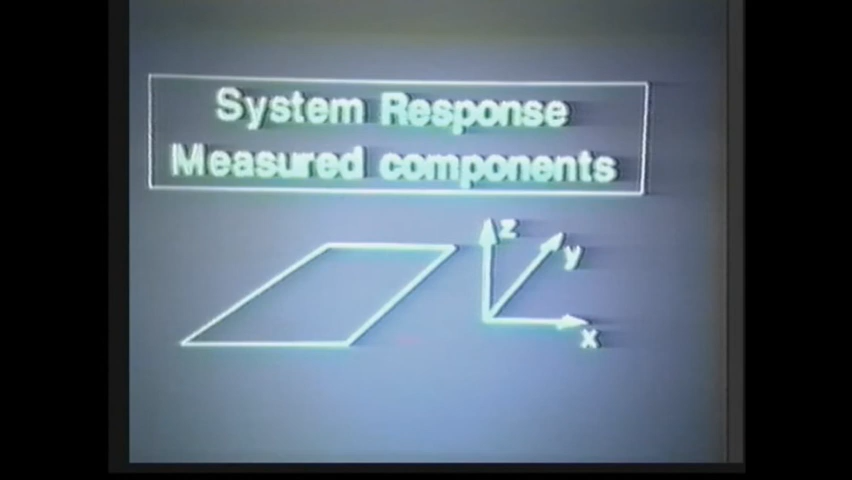 System Response
Measured components
z
y
x